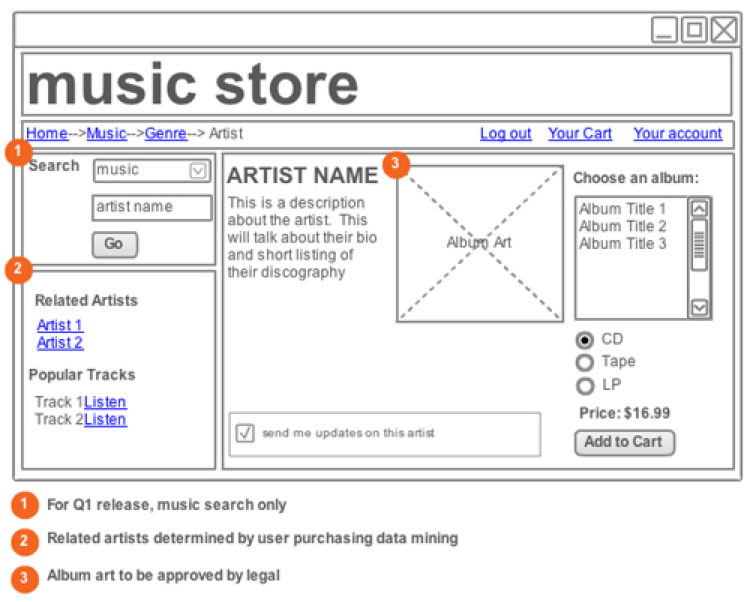 music store
Home-->Music-->Genre--> Artist
Log out Your Cart Your account
1
Search music
artist name
Go
2
Related Artists
Artist 1
Artist 2
Popular Tracks
Track 1Listen
Track 2Listen
ARTIST NAME
This is a description
about the artist. This
will talk about their bio
and short listing of
their discography
3
Album Art
send me updates on this artist
Choose an album:
Album Title 1
Album Title 2
Album Title 3
CD
Tape
LP
Price: $16.99
Add to Cart
1 For Q1 release, music search only
2 Related artists determined by user purchasing data mining
3 Album art to be approved by legal